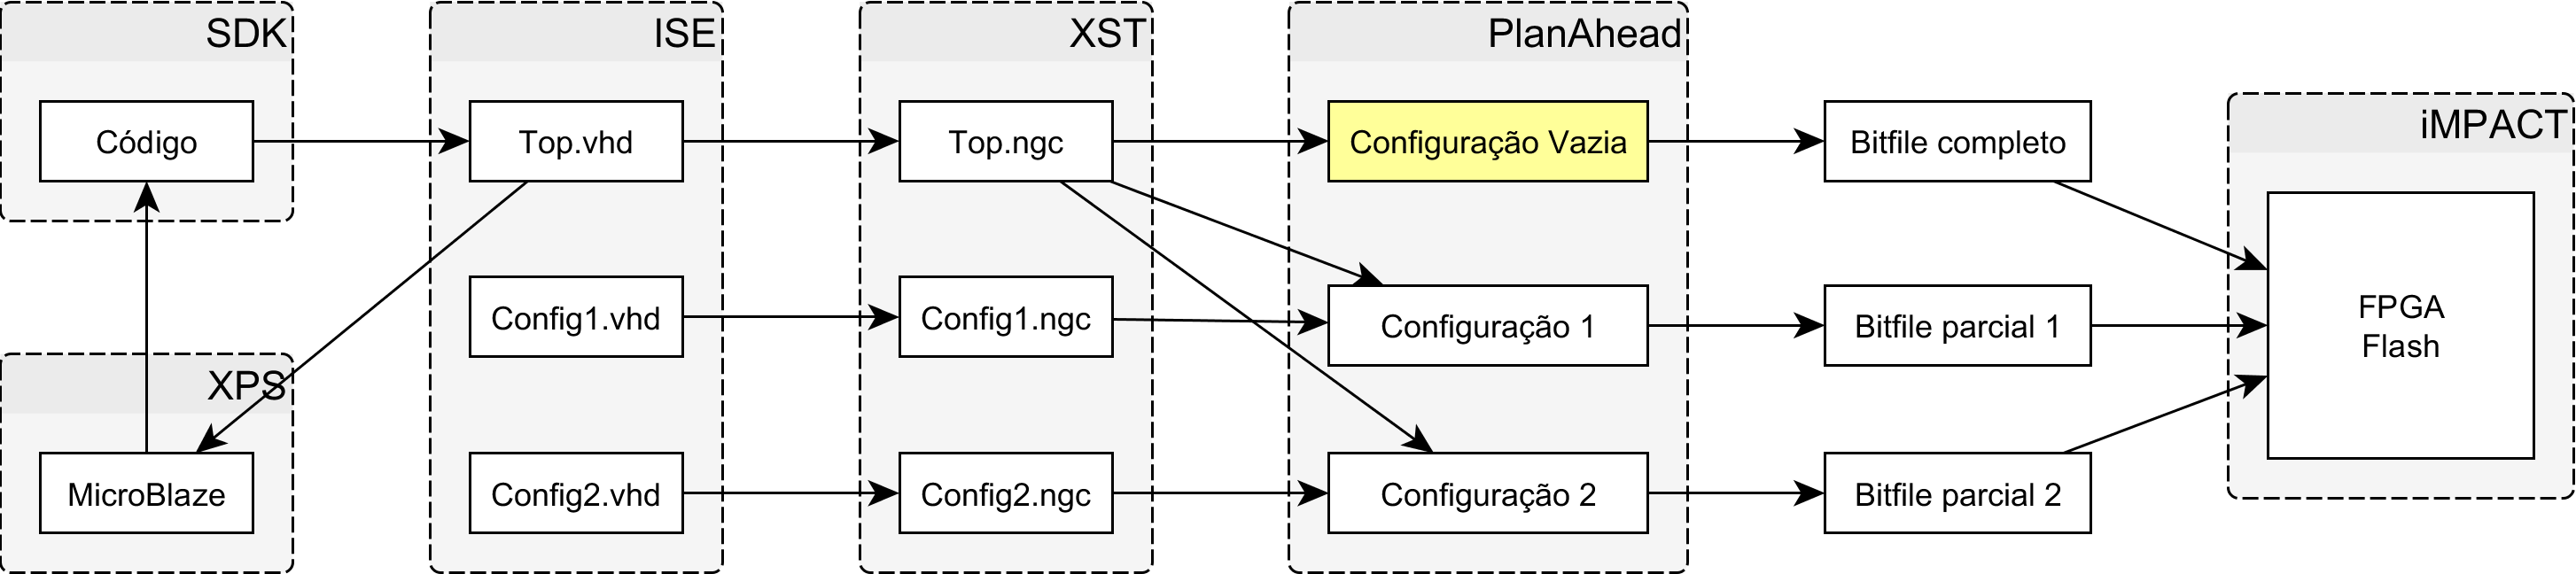 SDK
Código
XPS
MicroBlaze
ISE
Top.vhd
Config1.vhd
Config2.vhd
XST
Top.ngc
Config1.ngc
Config2.ngc
PlanAhead
Configuração Vazia
Configuração 1
Configuração 2
Bitfile completo
Bitfile parcial 1
Bitfile parcial 2
iMPACT
FPGA
Flash